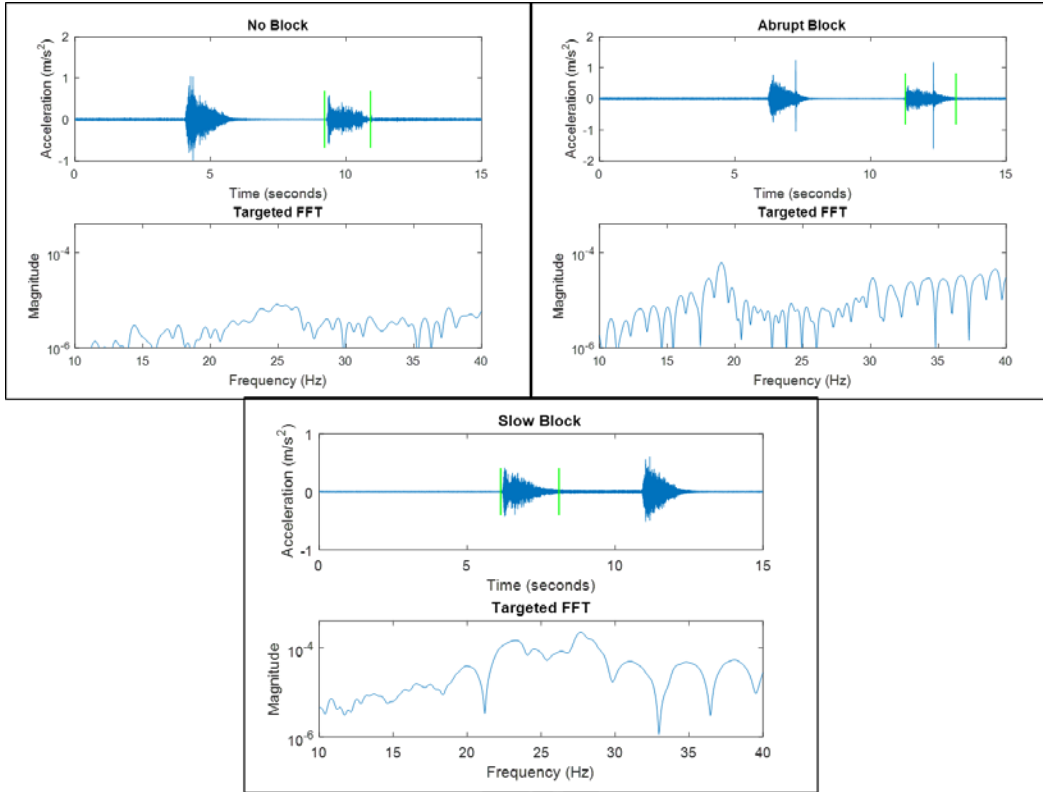 No Block
Acceleration (m/s²)
2
1
0
-1
0 5 10 15
Time (seconds)
Targeted FFT
Magnitude
10⁻⁴
10⁻⁶
10 15 20 25 30 35 40
Frequency (Hz)
Abrupt Block
Acceleration (m/s²)
2
1
0
-1
-2
0 5 10 15
Time (seconds)
Targeted FFT
Magnitude
10⁻⁴
10⁻⁶
10 15 20 25 30 35 40
Frequency (Hz)
Slow Block
Acceleration (m/s²)
1
0
-1
0 5 10 15
Time (seconds)
Targeted FFT
Magnitude
10⁻⁴
10⁻⁶
10 15 20 25 30 35 40
Frequency (Hz)